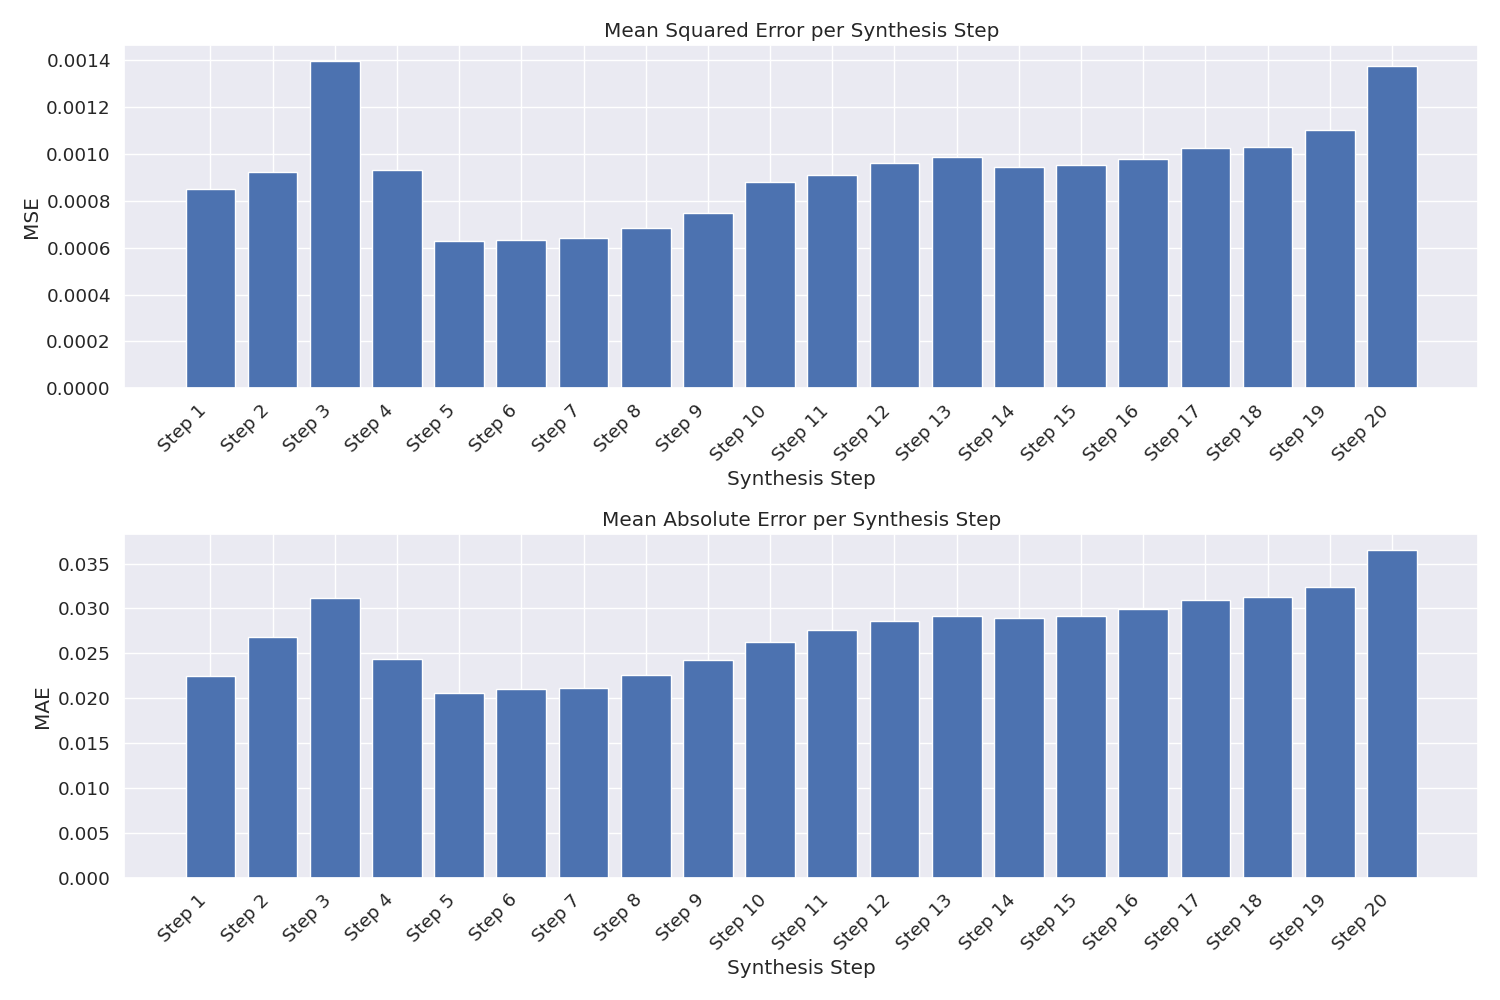 Mean Squared Error per Synthesis Step
MSE
0.0014
0.0012
0.0010
0.0008
0.0006
0.0004
0.0002
0.0000
Step 1
Step 2
Step 3
Step 4
Step 5
Step 6
Step 7
Step 8
Step 9
Step 10
Step 11
Step 12
Step 13
Step 14
Step 15
Step 16
Step 17
Step 18
Step 19
Step 20
Synthesis Step
Mean Absolute Error per Synthesis Step
MAE
0.035
0.030
0.025
0.020
0.015
0.010
0.005
0.000
Step 1
Step 2
Step 3
Step 4
Step 5
Step 6
Step 7
Step 8
Step 9
Step 10
Step 11
Step 12
Step 13
Step 14
Step 15
Step 16
Step 17
Step 18
Step 19
Step 20
Synthesis Step